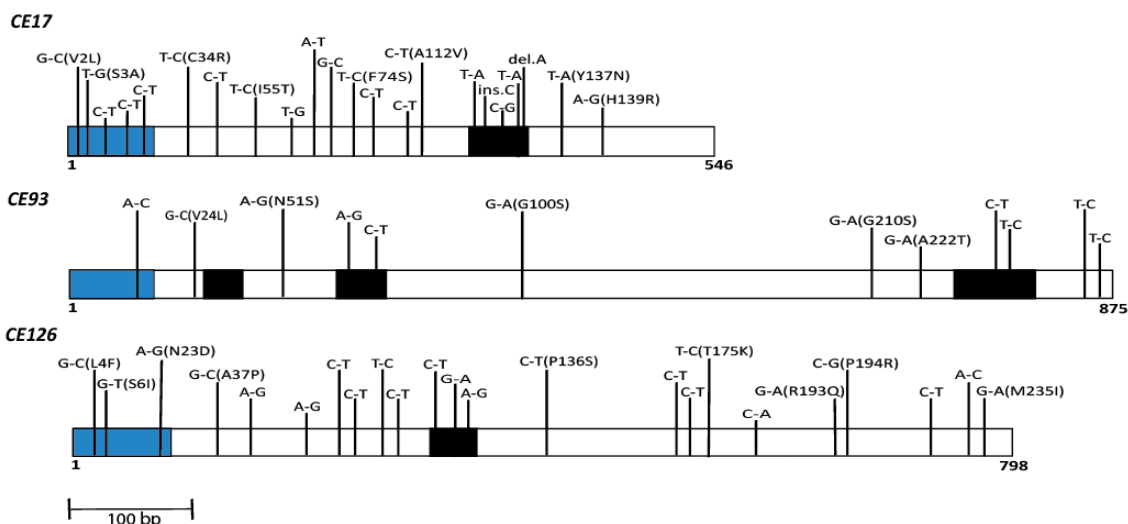 CE17
G-C(V2L)
T-G(S3A)
C-T
C-T
C-T
T-C(C34R)
C-T
T-C(I55T)
T-G
A-T
G-C
T-C(F74S)
C-T
C-T
C-T(A112V)
T-A
ins.C
C-G
T-A
del.A
T-A(Y137N)
A-G(H139R)
1
546
CE93
A-C
G-C(V24L)
A-G(N51S)
A-G
C-T
G-A(G100S)
G-A(G210S)
G-A(A222T)
C-T
T-C
T-C
T-C
1
875
CE126
G-C(L4F)
G-T(S6I)
A-G(N23D)
G-C(A37P)
A-G
A-G
C-T
C-T
T-C
C-T
C-T
G-A
A-G
C-T(P136S)
C-T
C-T
T-C(T175K)
C-A
G-A(R193Q)
C-G(P194R)
C-T
A-C
G-A(M235I)
1
798
100 bp